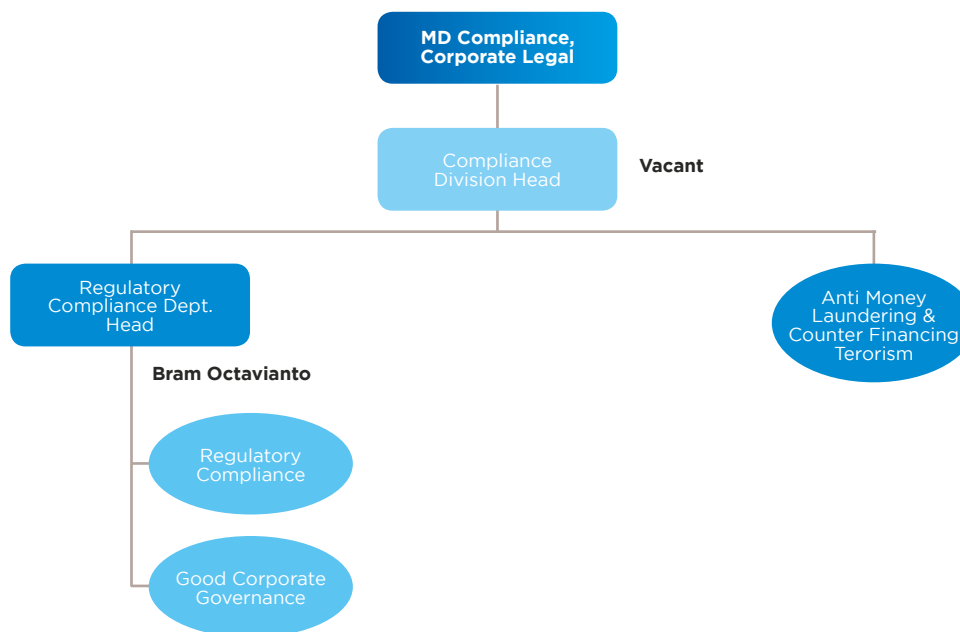 MD Compliance,
Corporate Legal
Compliance
Division Head
Vacant
Regulatory
Compliance Dept.
Head
Anti Money
Laundering &
Counter Financing
Terorism
Bram Octavianto
Regulatory
Compliance
Good Corporate
Governance